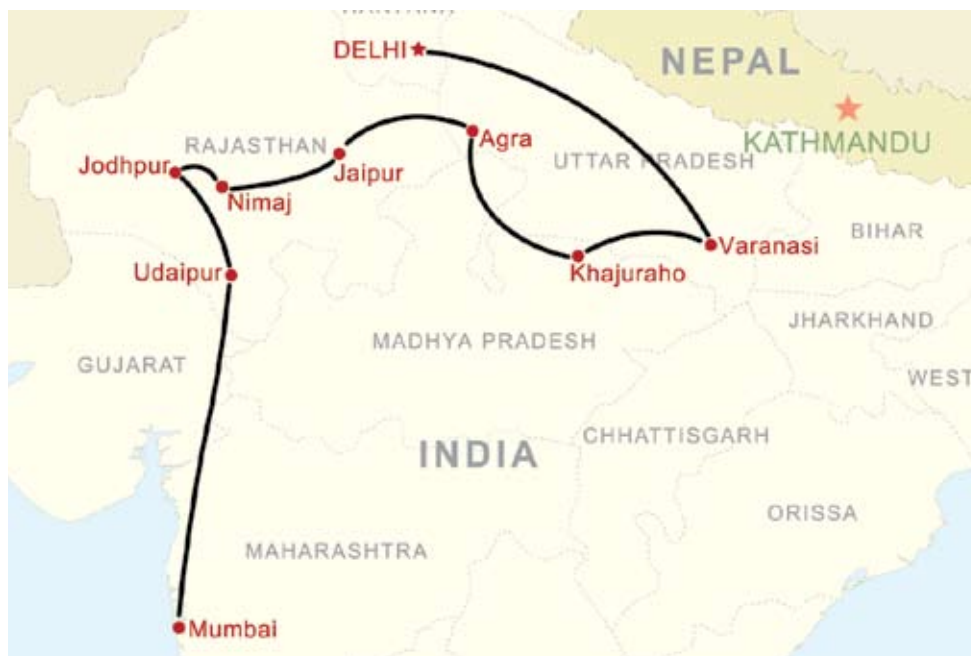 DELHI
NEPAL
KATHMANDU
Agra
RAJASTHAN
Jaipur
UTTAR PRADESH
Jodhpur
Nimaj
Varanasi
BIHAR
Khajuraho
Udaipur
JHARKHAND
MADHYA PRADESH
GUJARAT
WEST
CHHATTISGARH
INDIA
ORISSA
MAHARASHTRA
Mumbai